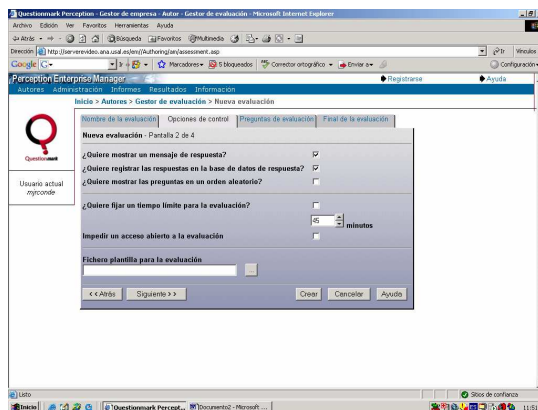 Questionmark Perception - Gestor de empresa - Autor - Gestor de evaluación - Microsoft Internet Explorer
Archivo Edición Ver Favoritos Herramientas Ayuda
Atrás Búsqueda Favoritos Multimedia
Dirección http://serverevideo.ana.usal.es/em//Authoring/ain/assessment.asp Ir Vínculos
Google G Ir Marcadores 5 bloqueados Corrector ortográfico Enviar a Configuración
Perception Enterprise Manager Registrarse Ayuda
Autores Administración Informes Resultados Información
Inicio > Autores > Gestor de evaluación > Nueva evaluación
Questionmark
Usuario actual
mjrconde
Nombre de la evaluación Opciones de control Preguntas de evaluación Final de la evaluación
Nueva evaluación - Pantalla 2 de 4
¿Quiere mostrar un mensaje de respuesta?
¿Quiere registrar las respuestas en la base de datos de respuesta?
¿Quiere mostrar las preguntas en un orden aleatorio?
¿Quiere fijar un tiempo límite para la evaluación?
45 minutos
Impedir un acceso abierto a la evaluación
Fichero plantilla para la evaluación
...
<< Atrás Siguiente >> Crear Cancelar Ayuda
Listo Sitios de confianza
Inicio Questionmark Percept... Documento2 - Microsoft ... 11:51